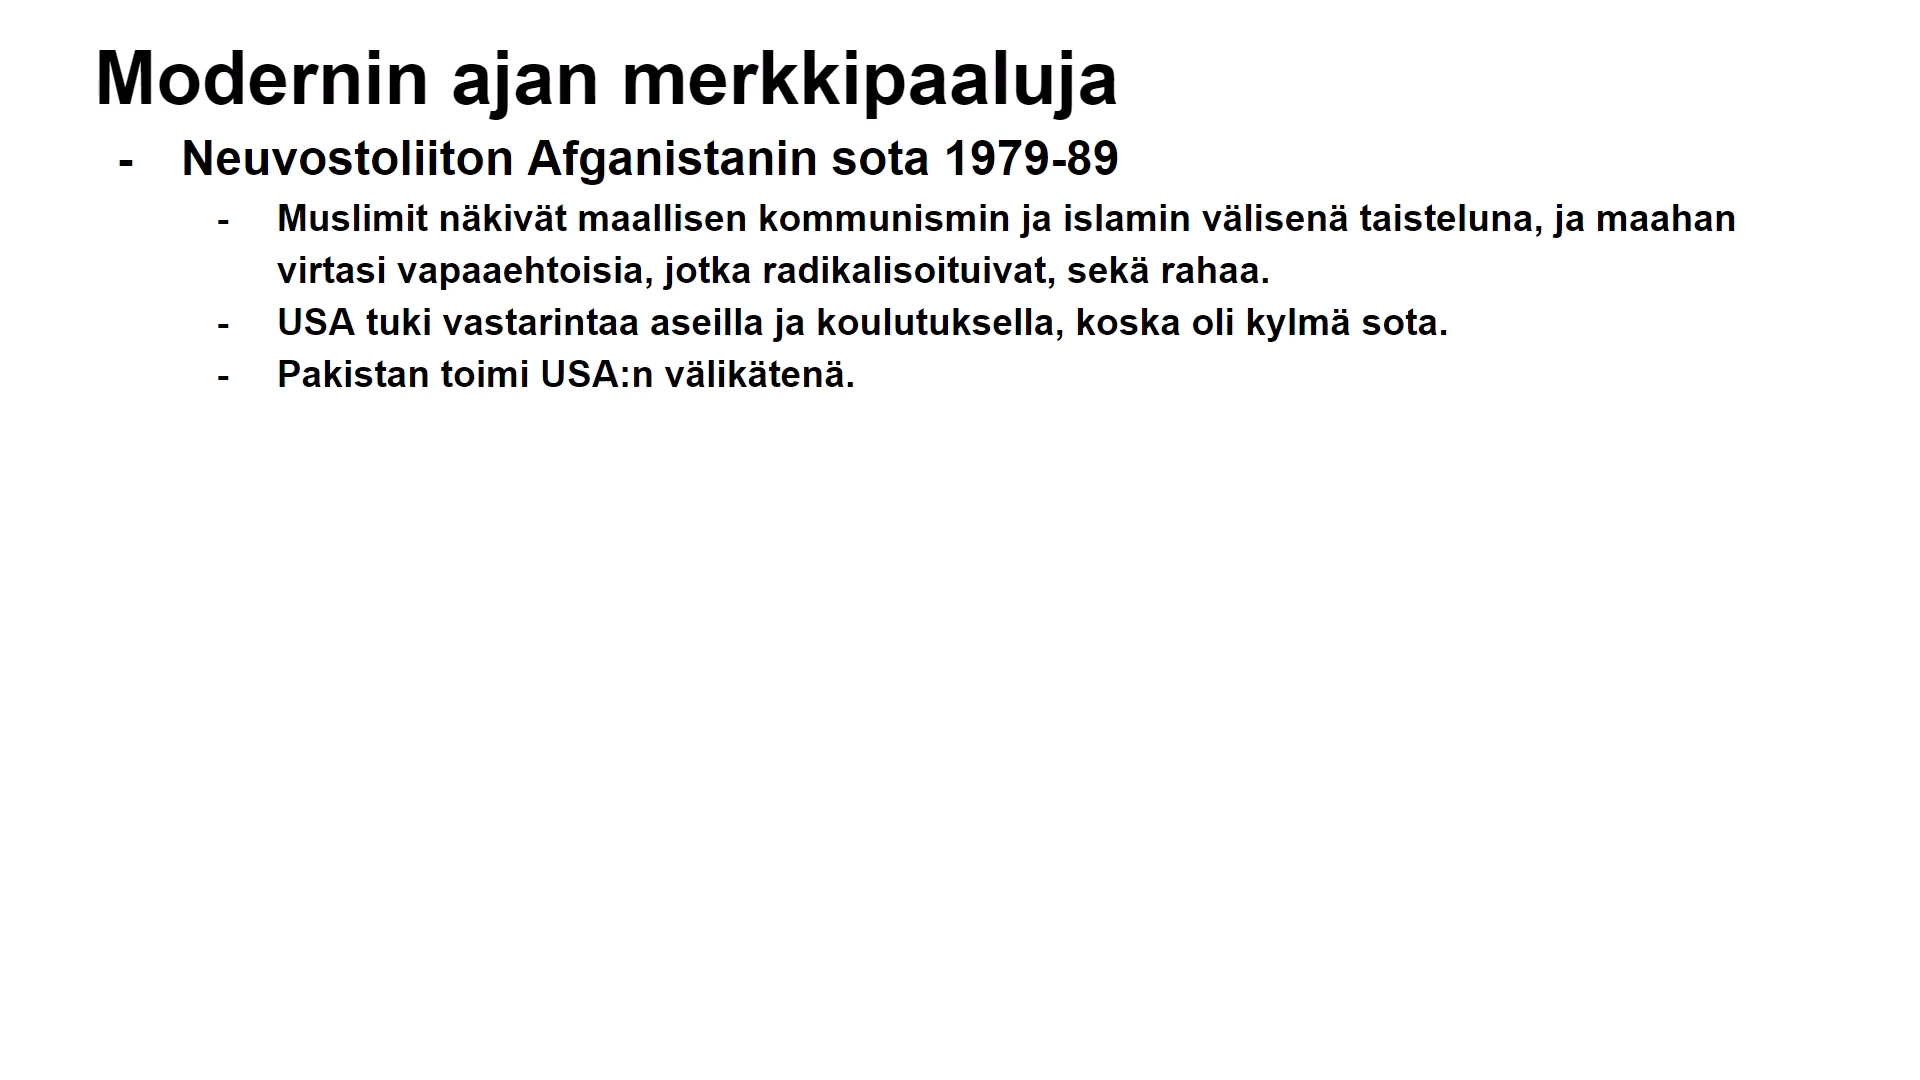 Modernin ajan merkkipaaluja
- Neuvostoliiton Afganistanin sota 1979-89
- Muslimit näkivät maallisen kommunismin ja islamin välisenä taisteluna, ja maahan
virtasi vapaaehtoisia, jotka radikalisoituivat, sekä rahaa.
- USA tuki vastarintaa aseilla ja koulutuksella, koska oli kylmä sota.
- Pakistan toimi USA:n välikätenä.